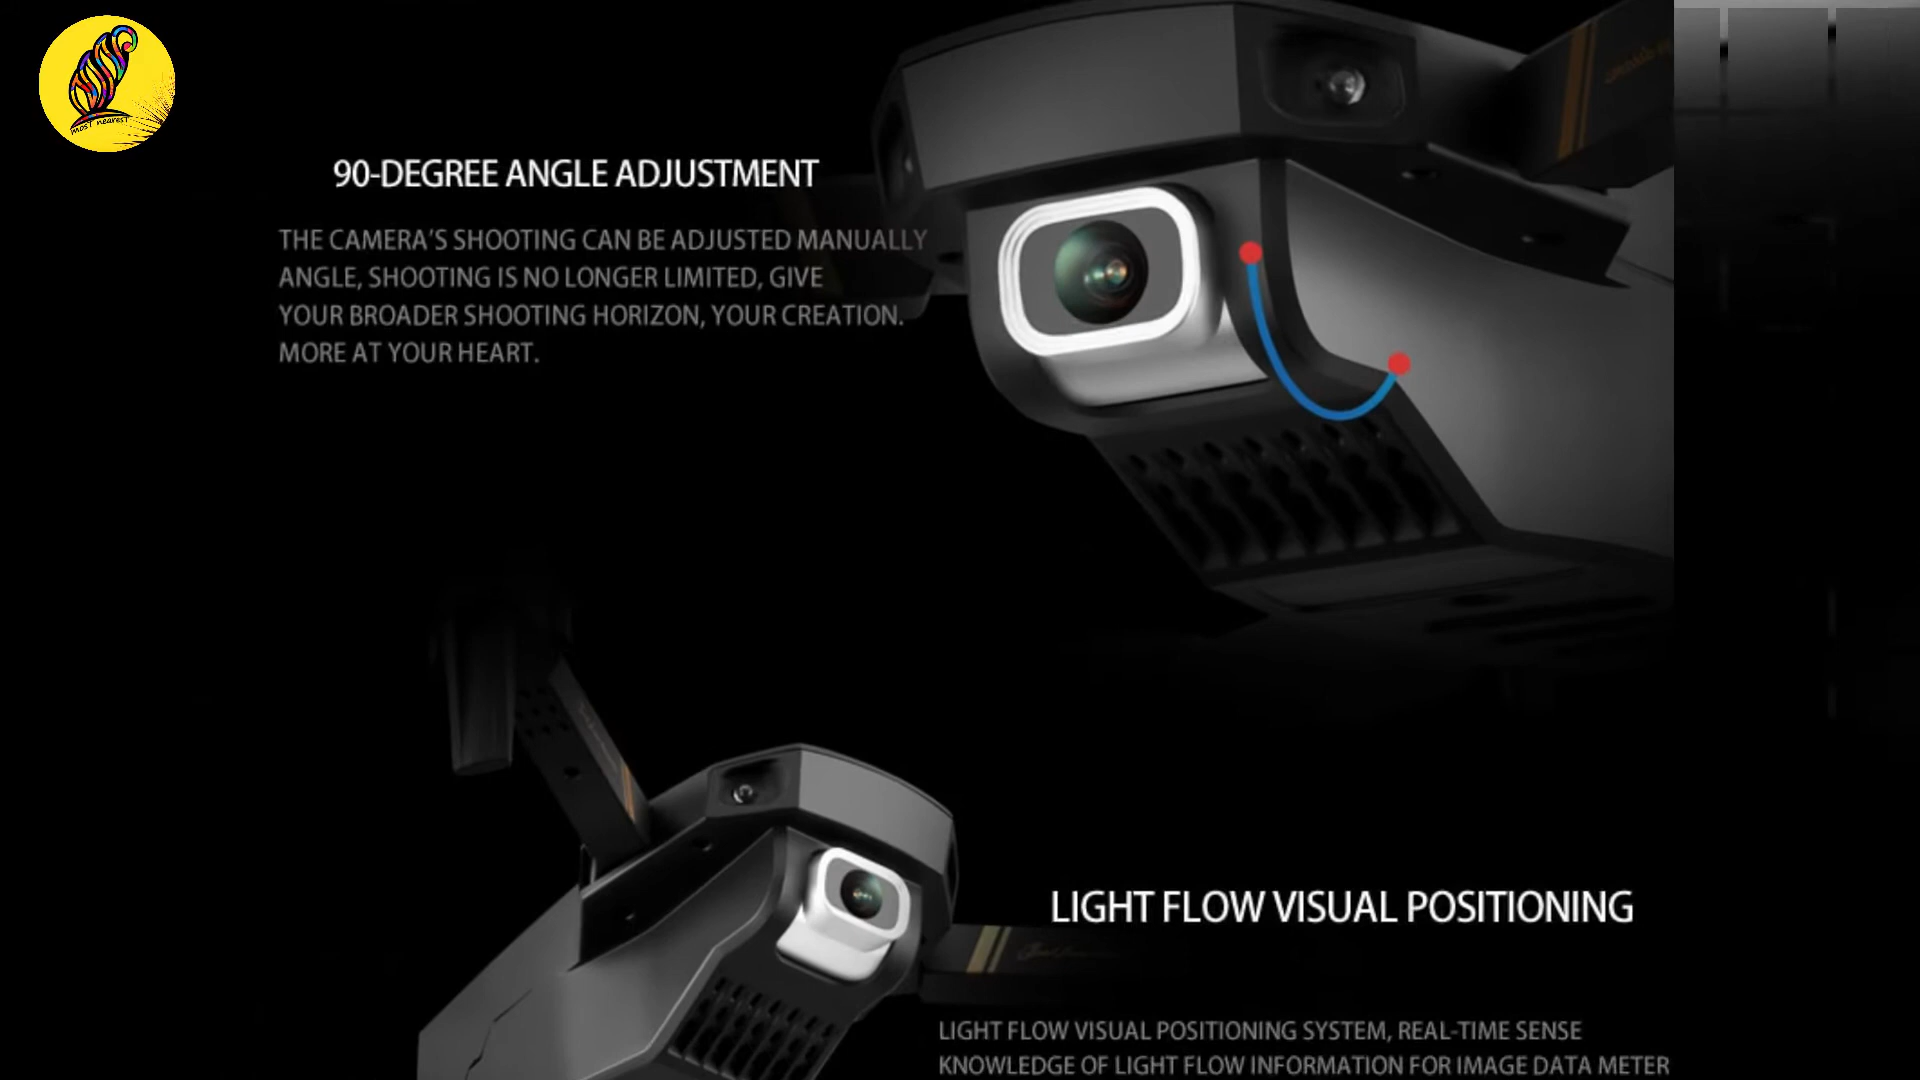 most nearest
90-DEGREE ANGLE ADJUSTMENT
THE CAMERA'S SHOOTING CAN BE ADJUSTED MANUALLY
ANGLE, SHOOTING IS NO LONGER LIMITED, GIVE
YOUR BROADER SHOOTING HORIZON, YOUR CREATION.
MORE AT YOUR HEART.
LIGHT FLOW VISUAL POSITIONING
LIGHT FLOW VISUAL POSITIONING SYSTEM, REAL-TIME SENSE
KNOWLEDGE OF LIGHT FLOW INFORMATION FOR IMAGE DATA METER